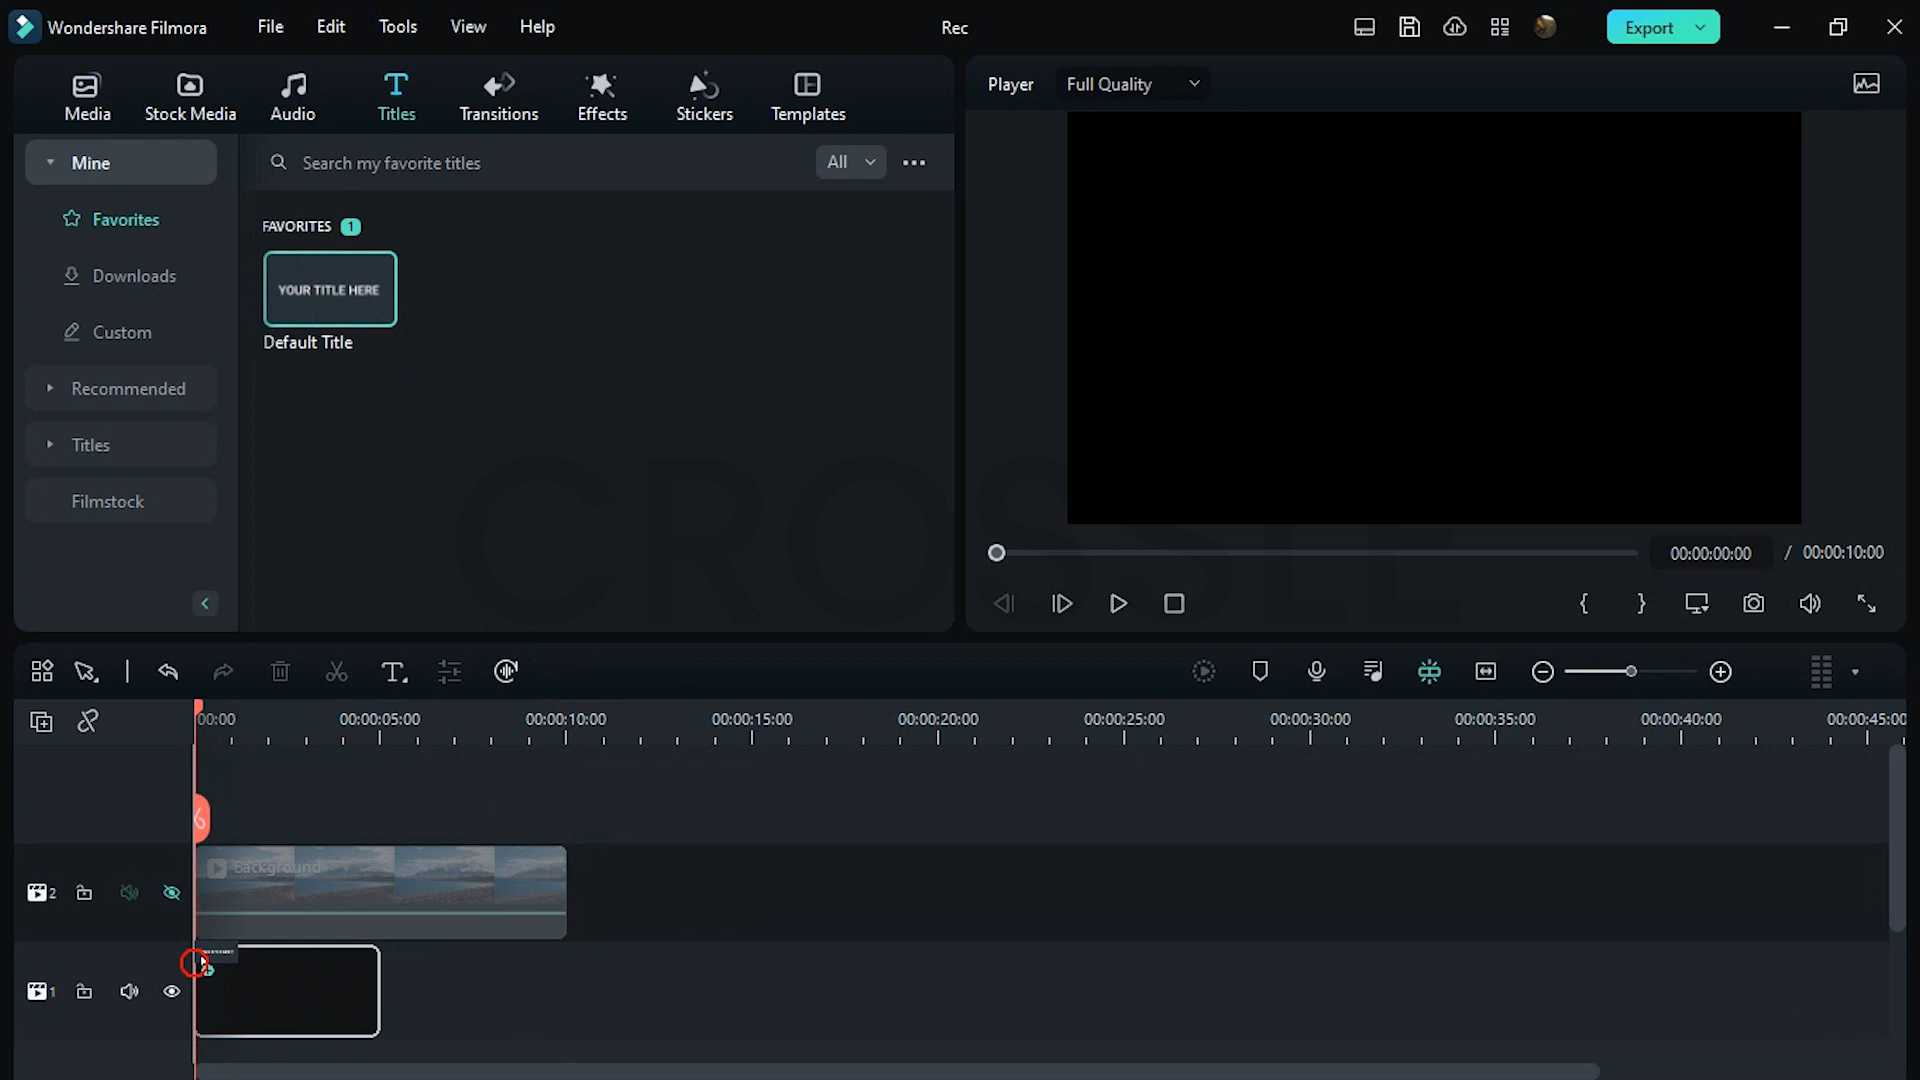 Wondershare Filmora
File
Edit
Tools
View
Help
Rec
Export
Media
Stock Media
Audio
Titles
Transitions
Effects
Stickers
Templates
Player
Full Quality
Mine
Search my favorite titles
All
Favorites
FAVORITES 1
YOUR TITLE HERE
Default Title
Downloads
Custom
Recommended
Titles
Filmstock
00:00:00:00 / 00:00:10:00
{ }
00:00
00:00:05:00
00:00:10:00
00:00:15:00
00:00:20:00
00:00:25:00
00:00:30:00
00:00:35:00
00:00:40:00
00:00:45:00
Background
2
1